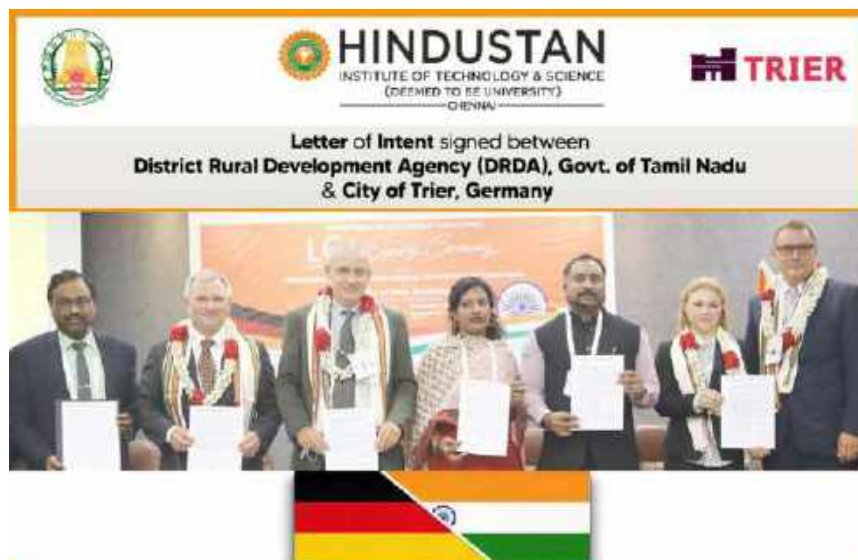 HINDUSTAN
INSTITUTE OF TECHNOLOGY & SCIENCE
(DEEMED TO BE UNIVERSITY)
CHENNAI
TRIER
Letter of Intent signed between
District Rural Development Agency (DRDA), Govt. of Tamil Nadu
& City of Trier, Germany